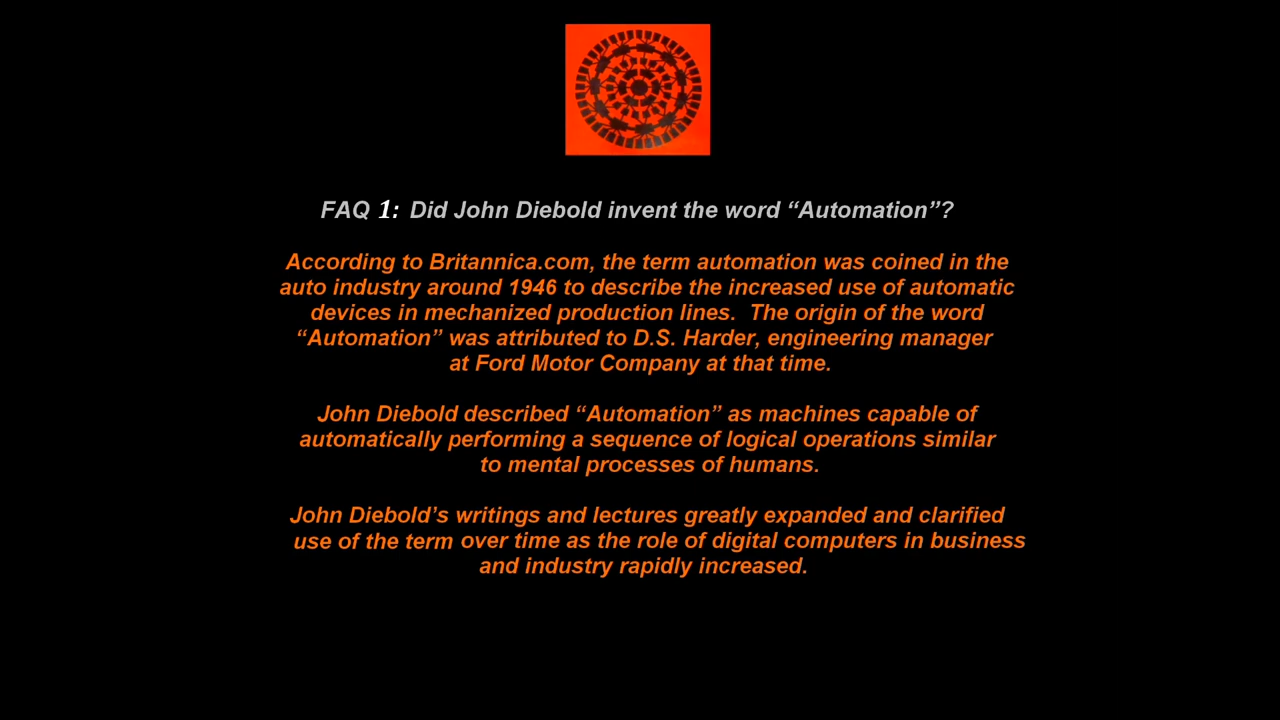 FAQ 1: Did John Diebold invent the word “Automation”?
According to Britannica.com, the term automation was coined in the
auto industry around 1946 to describe the increased use of automatic
devices in mechanized production lines.  The origin of the word
“Automation” was attributed to D.S. Harder, engineering manager
at Ford Motor Company at that time.
John Diebold described “Automation” as machines capable of
automatically performing a sequence of logical operations similar
to mental processes of humans.
John Diebold’s writings and lectures greatly expanded and clarified
use of the term over time as the role of digital computers in business
and industry rapidly increased.